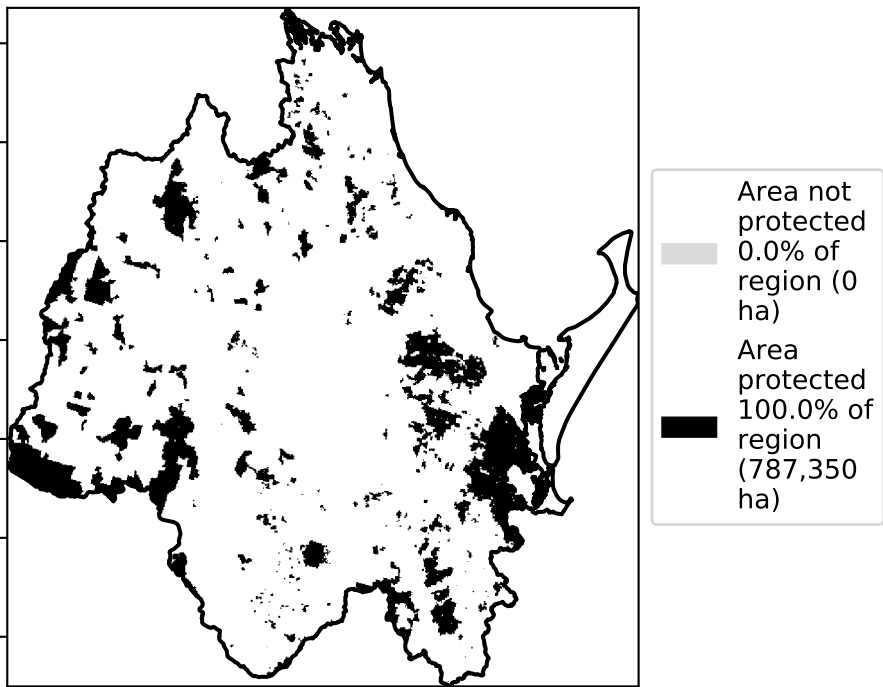 Area not
protected
0.0% of
region (0
ha)
Area
protected
100.0% of
region
(787,350
ha)